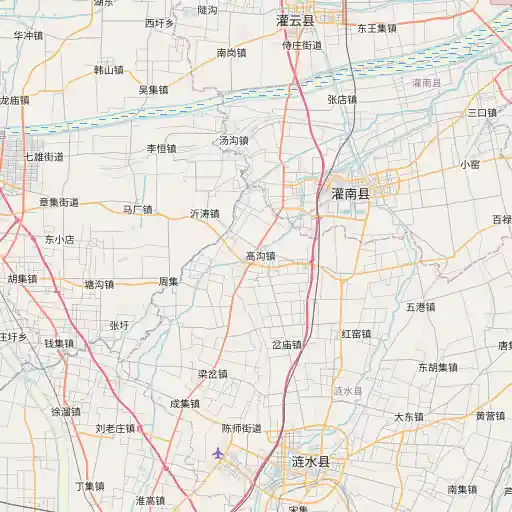 湖东
陡沟
灌云县
西圩乡
东王集镇
华冲镇
侍庄街道
南岗镇
韩山镇
灌南县
吴集镇
张店镇
龙庙镇
三口镇
汤沟镇
李恒镇
七雄街道
小窑
灌南县
章集街道
马厂镇
沂涛镇
百禄
东小店
高沟镇
胡集镇
塘沟镇
周集
五港镇
张圩
庄圩乡
红窑镇
钱集镇
岔庙镇
唐集
东胡集镇
梁岔镇
涟水县
成集镇
徐溜镇
大东镇
黄营镇
刘老庄镇
陈师街道
涟水县
丁集镇
南集镇
芦
淮高镇
宋集